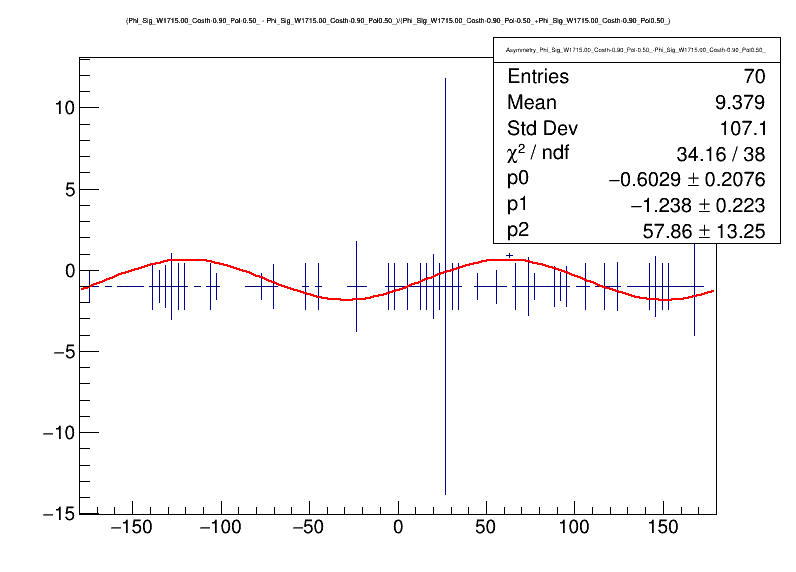 (Phi_Sig_W1715.00_Costh-0.90_Pol-0.50_ - Phi_Sig_W1715.00_Costh-0.90_Pol0.50_)/(Phi_Sig_W1715.00_Costh-0.90_Pol-0.50_+Phi_Sig_W1715.00_Costh-0.90_Pol0.50_)
Asymmetry_Phi_Sig_W1715.00_Costh-0.90_Pol-0.50_-Phi_Sig_W1715.00_Costh-0.90_Pol0.50_
Entries 70
Mean 9.379
Std Dev 107.1
χ² / ndf 34.16 / 38
p0 −0.6029 ± 0.2076
p1 −1.238 ± 0.223
p2 57.86 ± 13.25
10
5
0
−5
−10
−15
−150 −100 −50 0 50 100 150